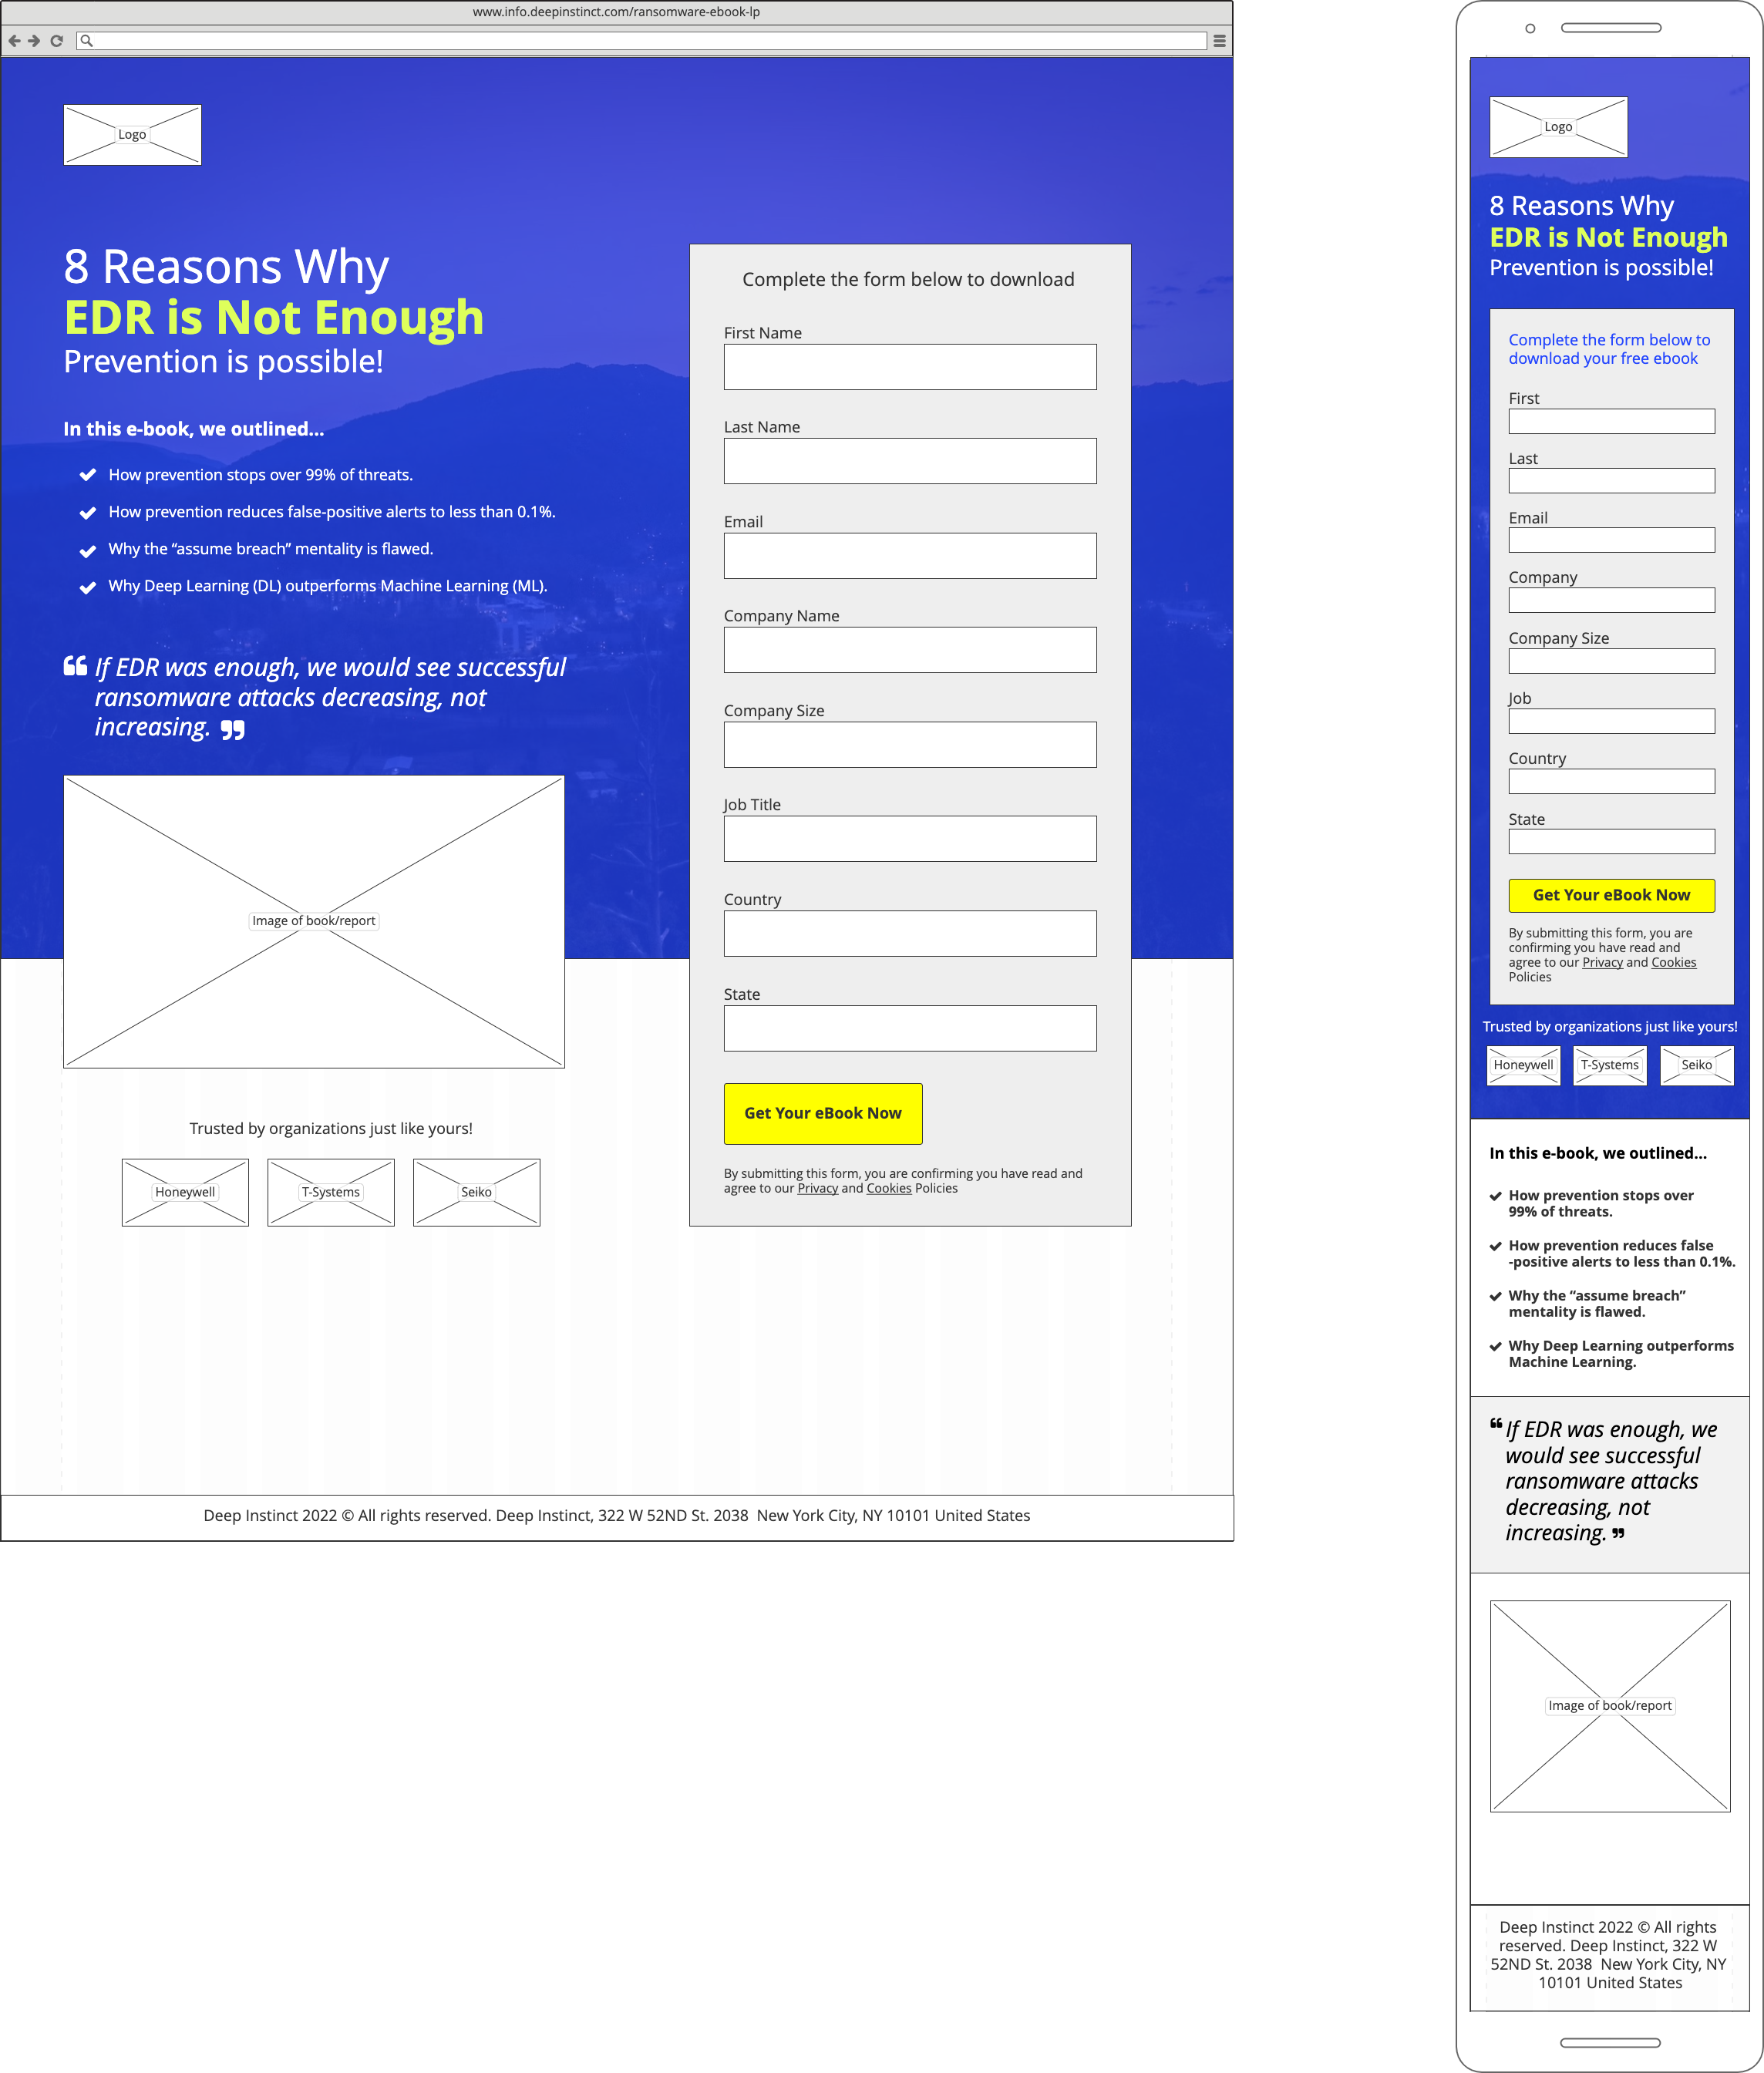 www.info.deepinstinct.com/ransomware-ebook-lp
Logo
8 Reasons Why
EDR is Not Enough
Prevention is possible!
In this e-book, we outlined...
How prevention stops over 99% of threats.
How prevention reduces false-positive alerts to less than 0.1%.
Why the “assume breach” mentality is flawed.
Why Deep Learning (DL) outperforms Machine Learning (ML).
“ If EDR was enough, we would see successful
ransomware attacks decreasing, not
increasing. ”
Image of book/report
Trusted by organizations just like yours!
Honeywell
T-Systems
Seiko
Complete the form below to download
First Name
Last Name
Email
Company Name
Company Size
Job Title
Country
State
Get Your eBook Now
By submitting this form, you are confirming you have read and
agree to our Privacy and Cookies Policies
Deep Instinct 2022 © All rights reserved. Deep Instinct, 322 W 52ND St. 2038  New York City, NY 10101 United States
Logo
8 Reasons Why
EDR is Not Enough
Prevention is possible!
Complete the form below to
download your free ebook
First
Last
Email
Company
Company Size
Job
Country
State
Get Your eBook Now
By submitting this form, you are
confirming you have read and
agree to our Privacy and Cookies
Policies
Trusted by organizations just like yours!
Honeywell
T-Systems
Seiko
In this e-book, we outlined...
How prevention stops over
99% of threats.
How prevention reduces false
-positive alerts to less than 0.1%.
Why the “assume breach”
mentality is flawed.
Why Deep Learning outperforms
Machine Learning.
“ If EDR was enough, we
would see successful
ransomware attacks
decreasing, not
increasing. ”
Image of book/report
Deep Instinct 2022 © All rights
reserved. Deep Instinct, 322 W
52ND St. 2038  New York City, NY
10101 United States